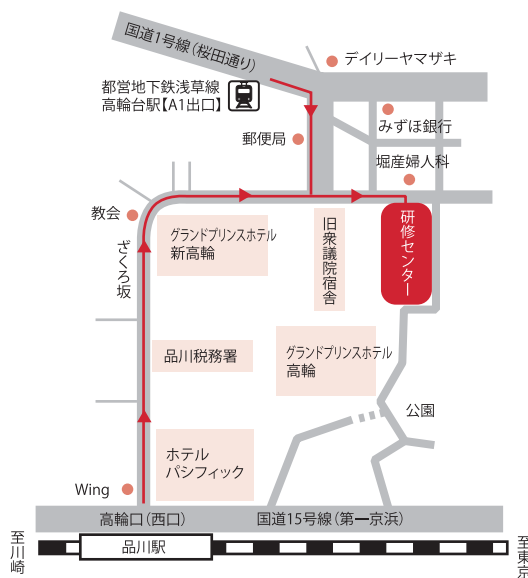 国道1号線(桜田通り)
デイリーヤマザキ
都営地下鉄浅草線
高輪台駅【A1出口】
みずほ銀行
郵便局
堀産婦人科
教会
グランドプリンスホテル
新高輪
旧衆議院宿舎
研修センター
ざくろ坂
品川税務署
グランドプリンスホテル
高輪
公園
ホテル
パシフィック
Wing
高輪口(西口)
国道15号線(第一京浜)
至川崎
品川駅
至東京